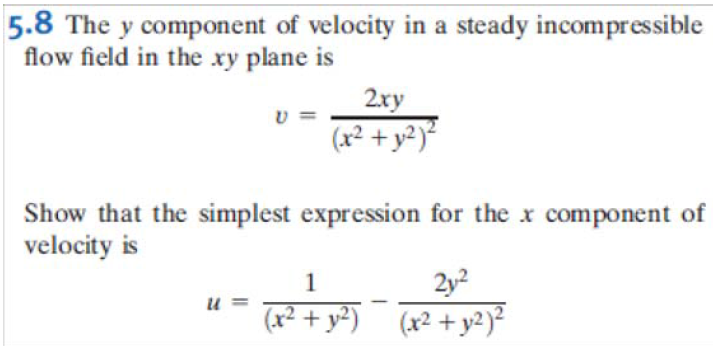 5.8 The y component of velocity in a steady incompressible
flow field in the xy plane is
υ = 2xy / (x² + y²)²
Show that the simplest expression for the x component of
velocity is
u = 1 / (x² + y²) − 2y² / (x² + y²)²